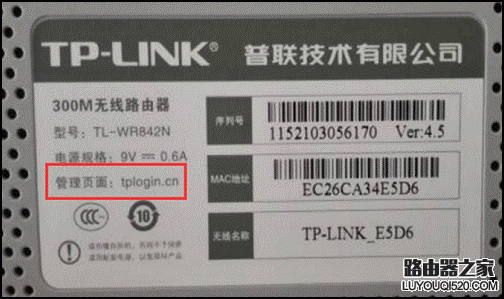 TP-LINK® 普联技术有限公司
300M无线路由器
型号: TL-WR842N
电源规格: 9V 0.6A
管理页面: tplogin.cn
序列号
1152103056170 Ver:4.5
MAC地址
EC26CA34E5D6
无线名称
TP-LINK_E5D6
10
路由器之家
LUYOUQI520.COM